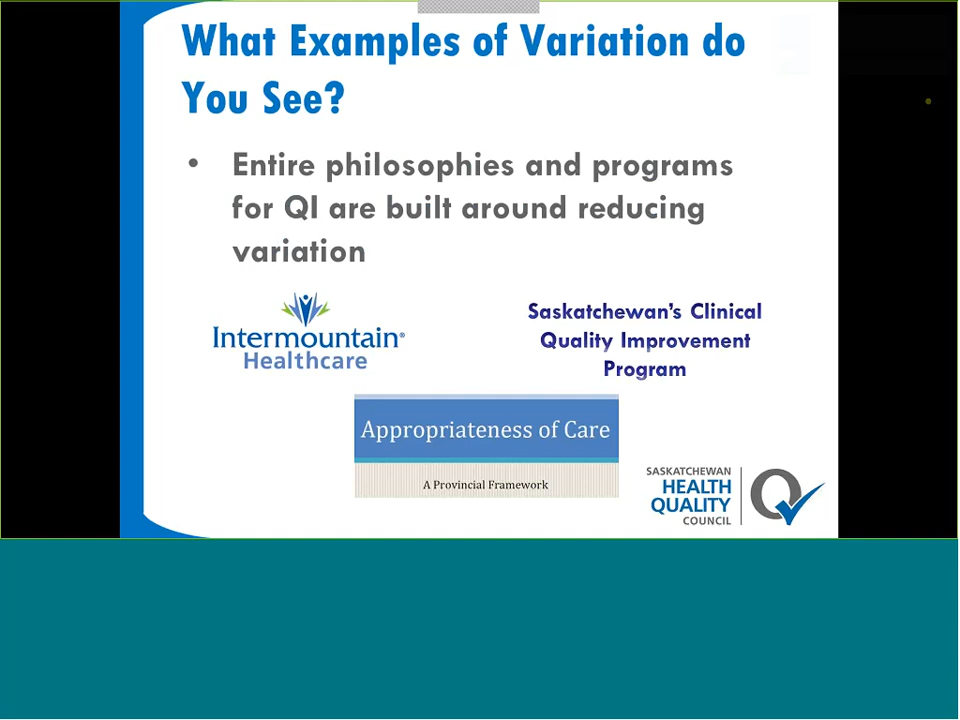 What Examples of Variation do
You See?
• Entire philosophies and programs
for QI are built around reducing
variation
Intermountain®
Healthcare
Saskatchewan's Clinical
Quality Improvement
Program
Appropriateness of Care
A Provincial Framework
SASKATCHEWAN
HEALTH
QUALITY
COUNCIL